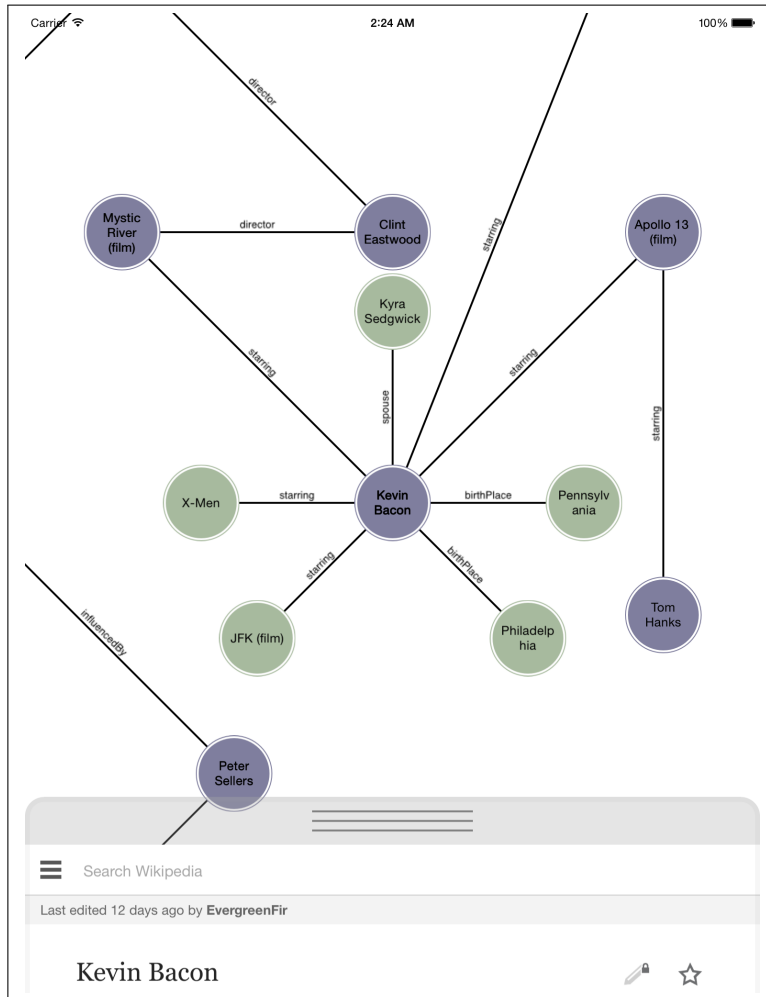 Carrier
2:24 AM
100%
director
Mystic
River
(film)
director
Clint
Eastwood
starring
Apollo 13
(film)
Kyra
Sedgwick
starring
starring
spouse
starring
X-Men
starring
Kevin
Bacon
birthPlace
Pennsylv
ania
starring
birthPlace
JFK (film)
Philadelp
hia
Tom
Hanks
influencedBy
Peter
Sellers
Search Wikipedia
Last edited 12 days ago by EvergreenFir
Kevin Bacon